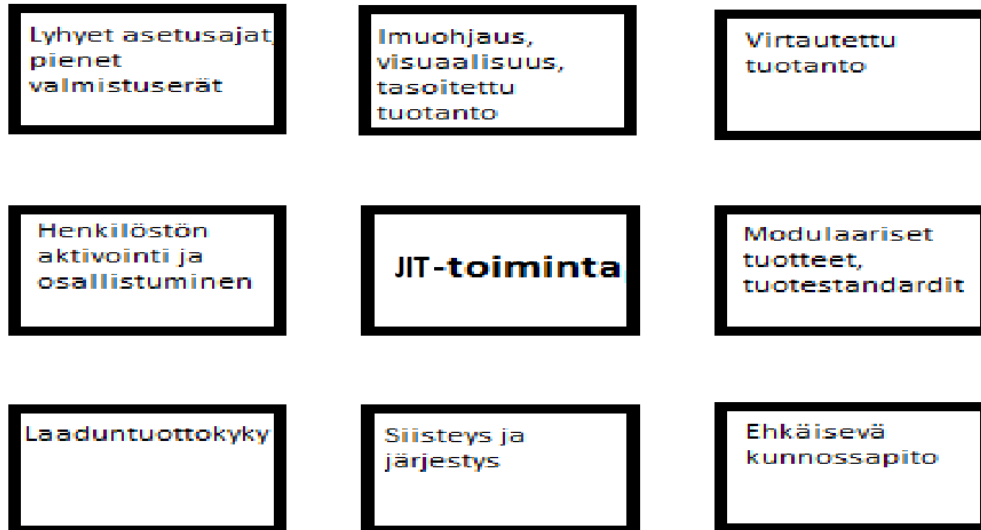 Lyhyet asetusajat,
pienet
valmistuserät
Imuohjaus,
visuaalisuus,
tasoitettu
tuotanto
Virtautettu
tuotanto
Henkilöstön
aktivointi ja
osallistuminen
JIT-toiminta
Modulaariset
tuotteet,
tuotestandardit
Laaduntuottokyky
Siisteys ja
järjestys
Ehkäisevä
kunnossapito